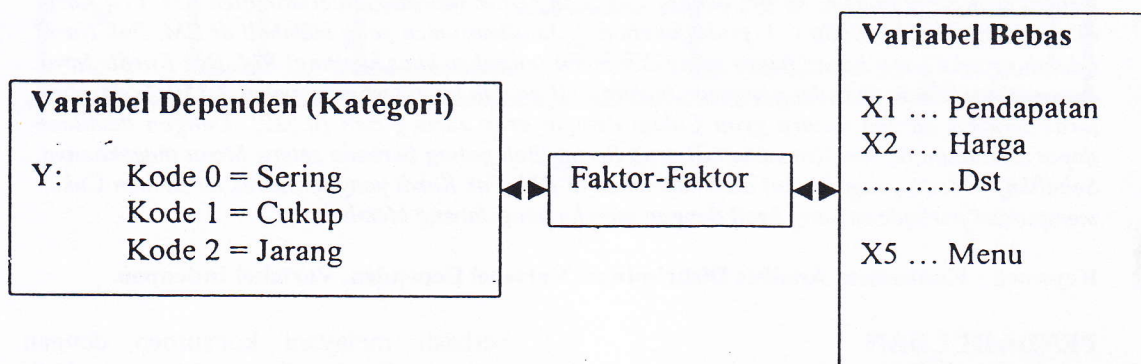 Variabel Dependen (Kategori)
Y: Kode 0 = Sering
Kode 1 = Cukup
Kode 2 = Jarang
Faktor-Faktor
Variabel Bebas
X1 ... Pendapatan
X2 ... Harga
..........Dst
X5 ... Menu